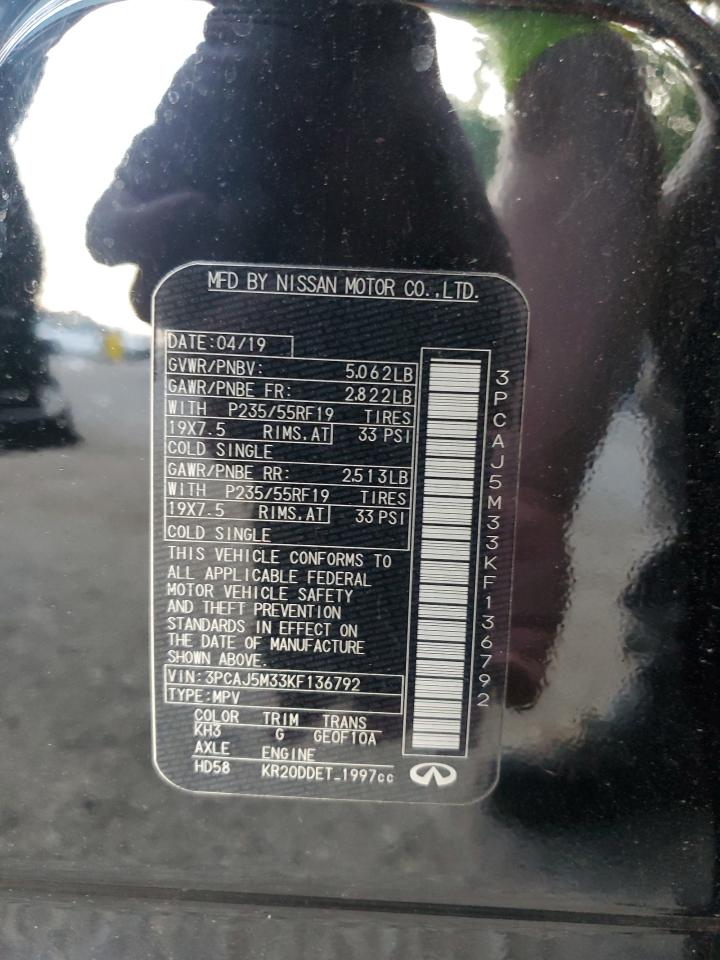 MFD BY NISSAN MOTOR CO.,LTD.
DATE:04/19
GVWR/PNBV: 5.062LB
GAWR/PNBE FR: 2.822LB
WITH P235/55RF19 TIRES
19X7.5 RIMS.AT 33 PSI
COLD SINGLE
GAWR/PNBE RR: 2.513LB
WITH P235/55RF19 TIRES
19X7.5 RIMS.AT 33 PSI
COLD SINGLE
THIS VEHICLE CONFORMS TO
ALL APPLICABLE FEDERAL
MOTOR VEHICLE SAFETY
AND THEFT PREVENTION
STANDARDS IN EFFECT ON
THE DATE OF MANUFACTURE
SHOWN ABOVE.
VIN:3PCAJ5M33KF136792
TYPE:MPV
COLOR TRIM TRANS
KH3 G GEOF10A
AXLE ENGINE
HD58 KR20DDET_1997cc
3PCAJ5M33KF136792